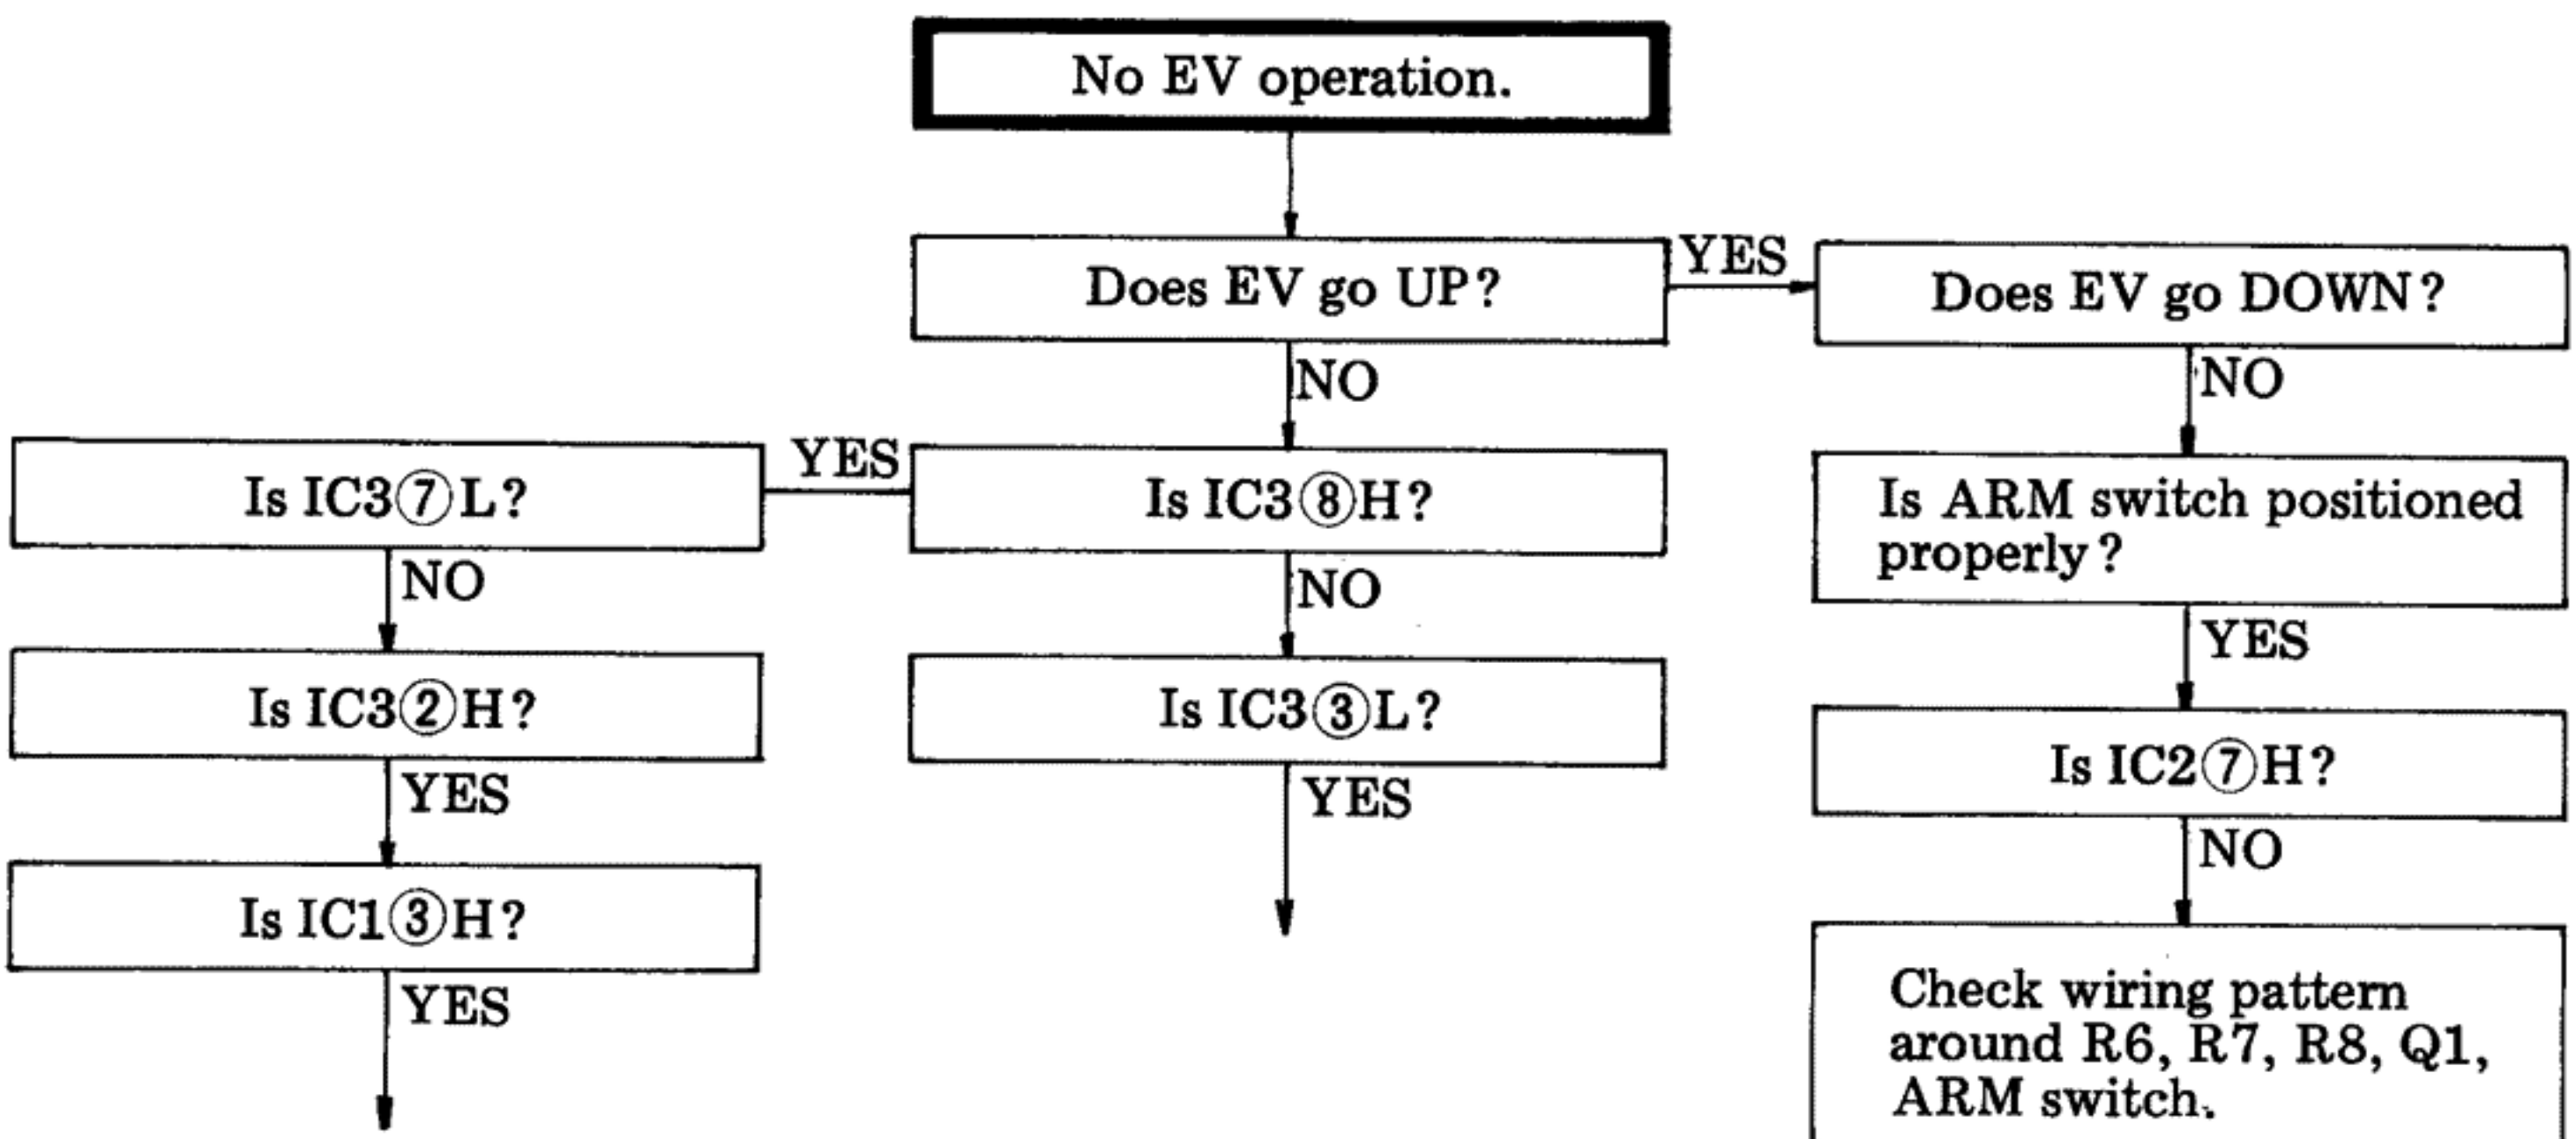 No EV operation.
Does EV go UP?
YES
Does EV go DOWN?
NO
NO
Is IC3⑦L?
YES
Is IC3⑧H?
Is ARM switch positioned
properly?
NO
NO
YES
Is IC3②H?
Is IC3③L?
Is IC2⑦H?
YES
YES
NO
Is IC1③H?
Check wiring pattern
around R6, R7, R8, Q1,
ARM switch.
YES